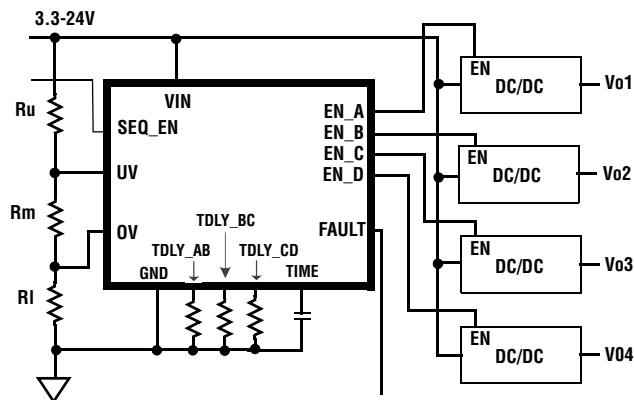 3.3-24V
Ru
Rm
Rl
VIN
SEQ_EN
UV
OV
GND
TDLY_AB
TDLY_BC
TDLY_CD
TIME
EN_A
EN_B
EN_C
EN_D
FAULT
EN
DC/DC
Vo1
EN
DC/DC
Vo2
EN
DC/DC
Vo3
EN
DC/DC
V04